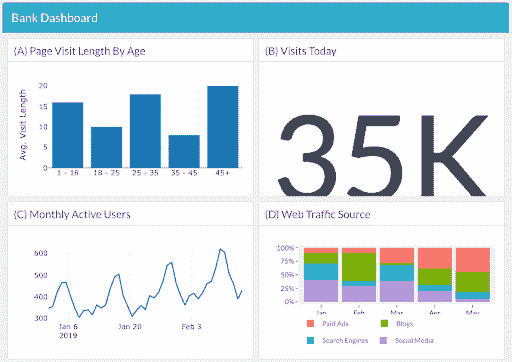 Bank Dashboard
(A) Page Visit Length By Age
Avg. Visit Length
20
15
10
5
0
1 - 18
18 - 25
25 - 35
35 - 45
45+
(B) Visits Today
35K
(C) Monthly Active Users
600
500
400
300
Jan 6
2019
Jan 20
Feb 3
(D) Web Traffic Source
100%
75%
50%
25%
0%
Jan
Feb
Mar
Apr
May
Paid Ads
Blogs
Search Engines
Social Media